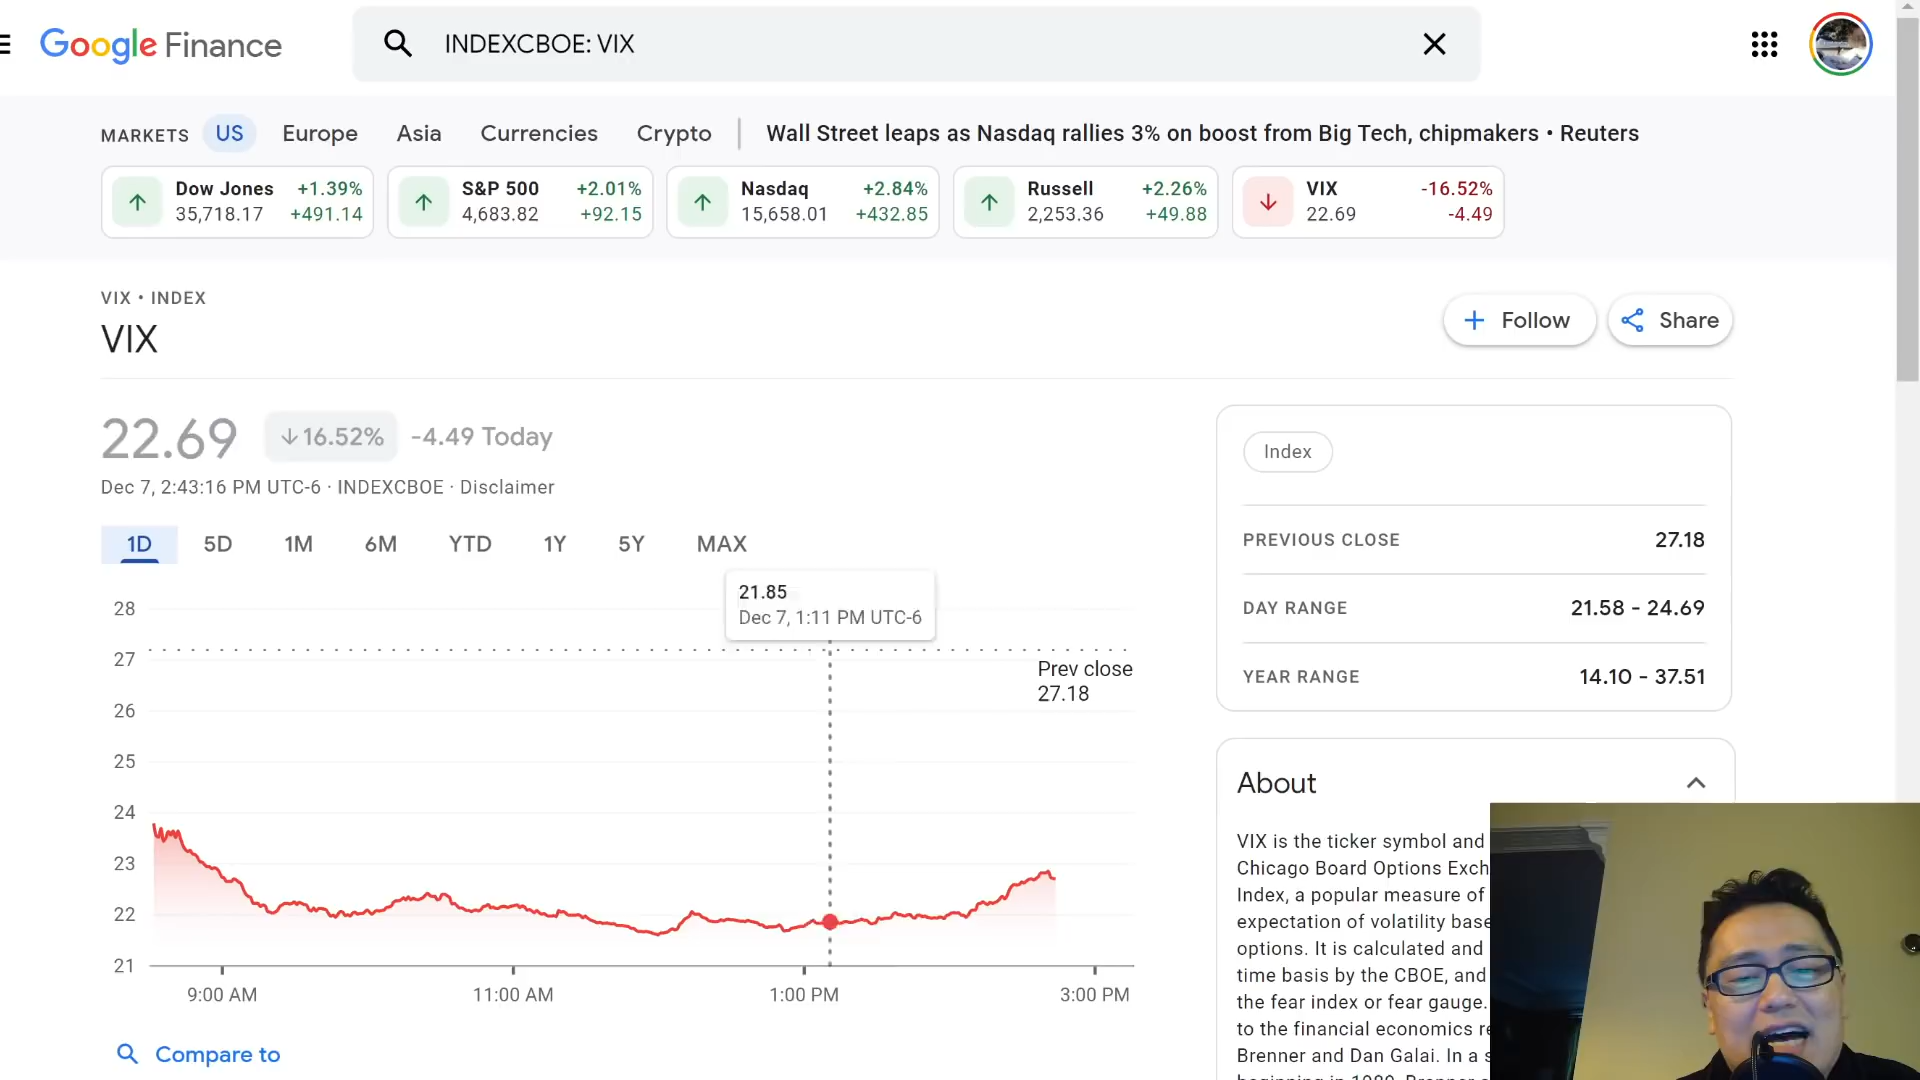 Google Finance
INDEXCBOE: VIX
MARKETS US Europe Asia Currencies Crypto Wall Street leaps as Nasdaq rallies 3% on boost from Big Tech, chipmakers • Reuters
Dow Jones +1.39%
35,718.17 +491.14
S&P 500 +2.01%
4,683.82 +92.15
Nasdaq +2.84%
15,658.01 +432.85
Russell +2.26%
2,253.36 +49.88
VIX -16.52%
22.69 -4.49
VIX • INDEX
VIX
Follow
Share
22.69 ↓16.52% -4.49 Today
Dec 7, 2:43:16 PM UTC-6 · INDEXCBOE · Disclaimer
1D 5D 1M 6M YTD 1Y 5Y MAX
21.85
Dec 7, 1:11 PM UTC-6
28
27
26
25
24
23
22
21
Prev close
27.18
9:00 AM 11:00 AM 1:00 PM 3:00 PM
Compare to
Index
PREVIOUS CLOSE 27.18
DAY RANGE 21.58 - 24.69
YEAR RANGE 14.10 - 37.51
About
VIX is the ticker symbol and
Chicago Board Options Exch
Index, a popular measure of
expectation of volatility base
options. It is calculated and
time basis by the CBOE, and
the fear index or fear gauge.
to the financial economics re
Brenner and Dan Galai. In a s